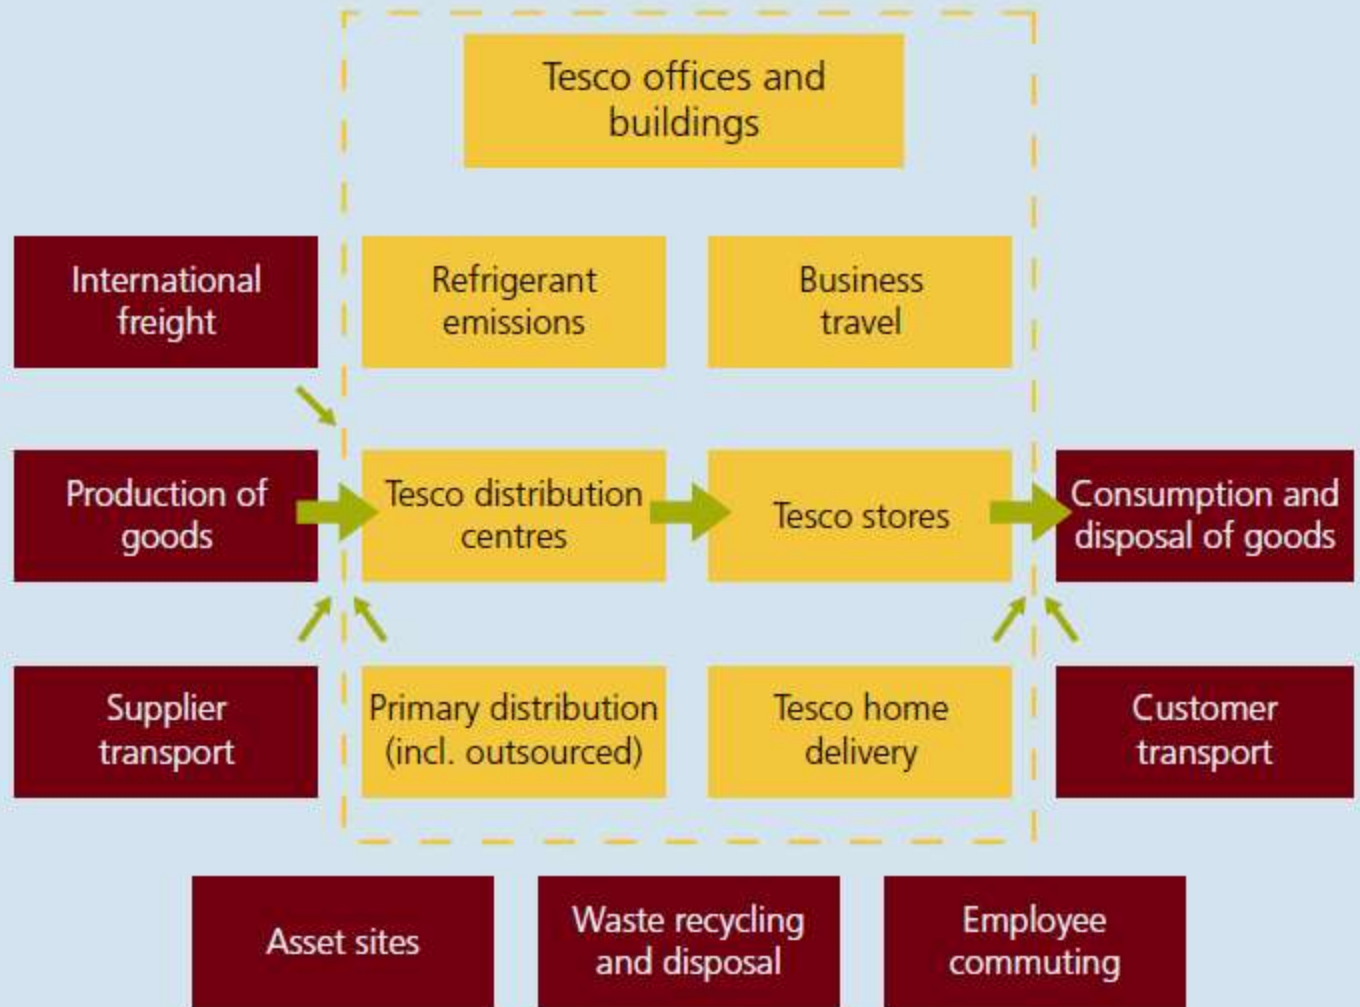 Tesco offices and
buildings
International
freight
Refrigerant
emissions
Business
travel
Production of
goods
Tesco distribution
centres
Tesco stores
Consumption and
disposal of goods
Supplier
transport
Primary distribution
(incl. outsourced)
Tesco home
delivery
Customer
transport
Asset sites
Waste recycling
and disposal
Employee
commuting